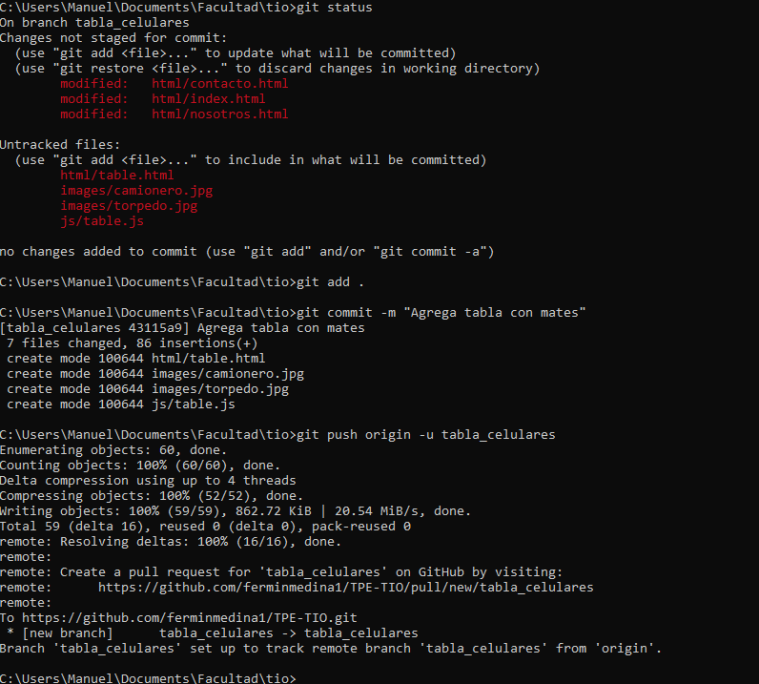 C:\Users\Manuel\Documents\Facultad\tio>git status
On branch tabla_celulares
Changes not staged for commit:
  (use "git add <file>..." to update what will be committed)
  (use "git restore <file>..." to discard changes in working directory)
        modified:   html/contacto.html
        modified:   html/index.html
        modified:   html/nosotros.html

Untracked files:
  (use "git add <file>..." to include in what will be committed)
        html/table.html
        images/camionero.jpg
        images/torpedo.jpg
        js/table.js

no changes added to commit (use "git add" and/or "git commit -a")

C:\Users\Manuel\Documents\Facultad\tio>git add .

C:\Users\Manuel\Documents\Facultad\tio>git commit -m "Agrega tabla con mates"
[tabla_celulares 43115a9] Agrega tabla con mates
 7 files changed, 86 insertions(+)
 create mode 100644 html/table.html
 create mode 100644 images/camionero.jpg
 create mode 100644 images/torpedo.jpg
 create mode 100644 js/table.js

C:\Users\Manuel\Documents\Facultad\tio>git push origin -u tabla_celulares
Enumerating objects: 60, done.
Counting objects: 100% (60/60), done.
Delta compression using up to 4 threads
Compressing objects: 100% (52/52), done.
Writing objects: 100% (59/59), 862.72 KiB | 20.54 MiB/s, done.
Total 59 (delta 16), reused 0 (delta 0), pack-reused 0
remote: Resolving deltas: 100% (16/16), done.
remote:
remote: Create a pull request for 'tabla_celulares' on GitHub by visiting:
remote:      https://github.com/ferminmedina1/TPE-TIO/pull/new/tabla_celulares
remote:
To https://github.com/ferminmedina1/TPE-TIO.git
 * [new branch]      tabla_celulares -> tabla_celulares
Branch 'tabla_celulares' set up to track remote branch 'tabla_celulares' from 'origin'.

C:\Users\Manuel\Documents\Facultad\tio>